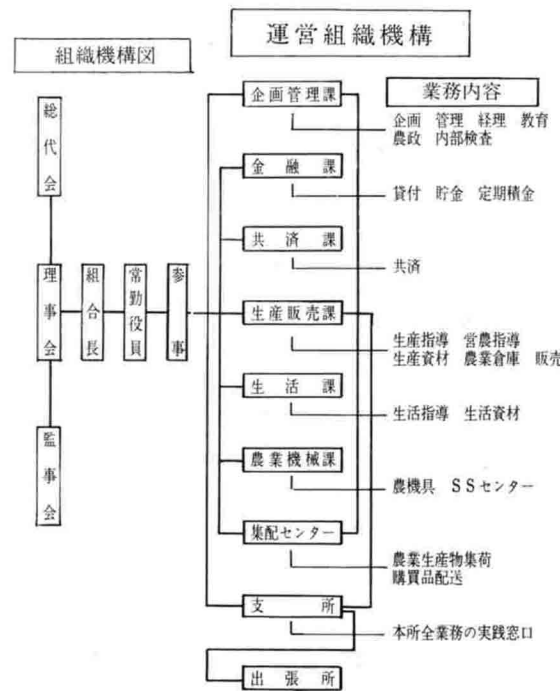 運営組織機構
組織機構図
業務内容
総代会
理事会
監事会
組合長
常勤役員
参事
企画管理課
企画 管理 経理 教育
農政 内部検査
金融課
貸付 貯金 定期積金
共済課
共済
生産販売課
生産指導 営農指導
生産資材 農業倉庫 販売
生活課
生活指導 生活資材
農業機械課
農機具 SSセンター
集配センター
農業生産物集荷
購買品配送
支所
本所全業務の実践窓口
出張所